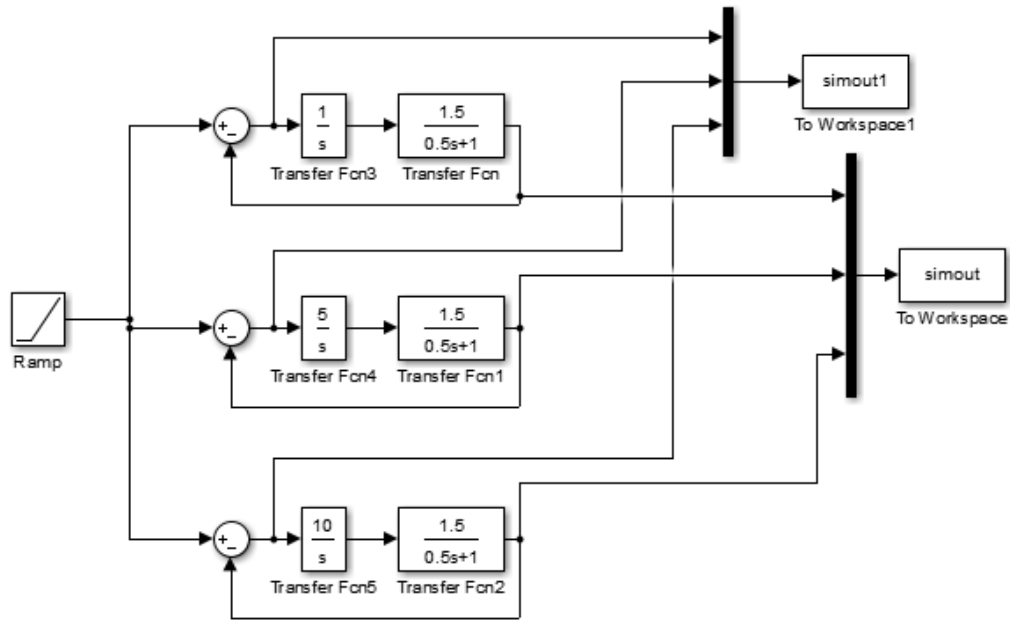 simout1
To Workspace1
+
−
1
s
1.5
0.5s+1
Transfer Fcn3
Transfer Fcn
simout
To Workspace
Ramp
+
−
5
s
1.5
0.5s+1
Transfer Fcn4
Transfer Fcn1
+
−
10
s
1.5
0.5s+1
Transfer Fcn5
Transfer Fcn2